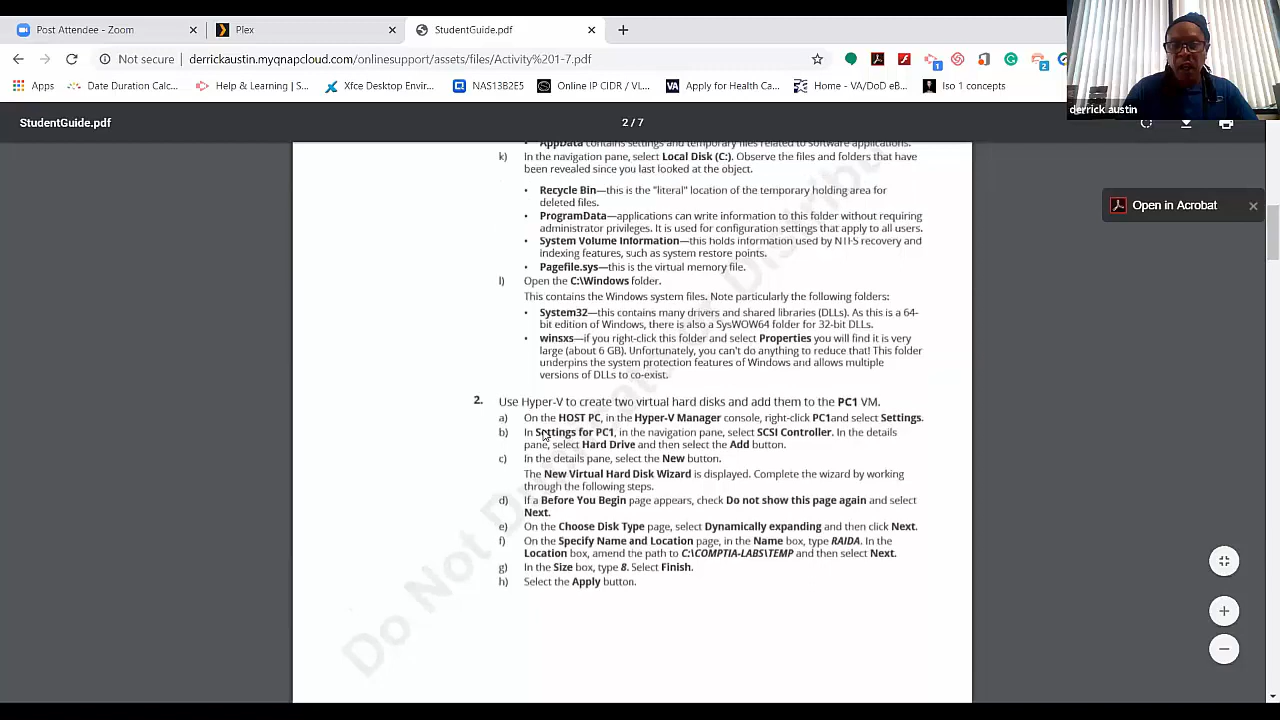 Post Attendee - Zoom
Plex
StudentGuide.pdf
Not secure
derrickaustin.myqnapcloud.com/onlinesupport/assets/files/Activity%201-7.pdf
1
2
Apps
Date Duration Calc...
Help & Learning | S...
Xfce Desktop Envir...
NAS13B2E5
Online IP CIDR / VL...
Apply for Health Ca...
Home - VA/DoD eB...
Iso 1 concepts
derrick austin
StudentGuide.pdf
2 / 7
Open in Acrobat
• AppData contains settings and temporary files related to software applications.
k) In the navigation pane, select Local Disk (C:). Observe the files and folders that have
been revealed since you last looked at the object.
• Recycle Bin—this is the "literal" location of the temporary holding area for
deleted files.
• ProgramData—applications can write information to this folder without requiring
administrator privileges. It is used for configuration settings that apply to all users.
• System Volume Information—this holds information used by NTFS recovery and
indexing features, such as system restore points.
• Pagefile.sys—this is the virtual memory file.
l) Open the C:\Windows folder.
This contains the Windows system files. Note particularly the following folders:
• System32—this contains many drives and shared libraries (DLLs). As this is a 64-
bit edition of Windows, there is also a SysWOW64 folder for 32-bit DLLs.
• winsxs—if you right-click this folder and select Properties you will find it is very
large (about 6 GB). Unfortunately, you can't do anything to reduce that! This folder
underpins the system protection features of Windows and allows multiple
versions of DLLs to co-exist.
2. Use Hyper-V to create two virtual hard disks and add them to the PC1 VM.
a) On the HOST PC, in the Hyper-V Manager console, right-click PC1and select Settings.
b) In Settings for PC1, in the navigation pane, select SCSI Controller. In the details
pane, select Hard Drive and then select the Add button.
c) In the details pane, select the New button.
The New Virtual Hard Disk Wizard is displayed. Complete the wizard by working
through the following steps.
d) If a Before You Begin page appears, check Do not show this page again and select
Next.
e) On the Choose Disk Type page, select Dynamically expanding and then click Next.
f) On the Specify Name and Location page, in the Name box, type RAIDA. In the
Location box, amend the path to C:\COMPTIA-LABS\TEMP and then select Next.
g) In the Size box, type 8. Select Finish.
h) Select the Apply button.